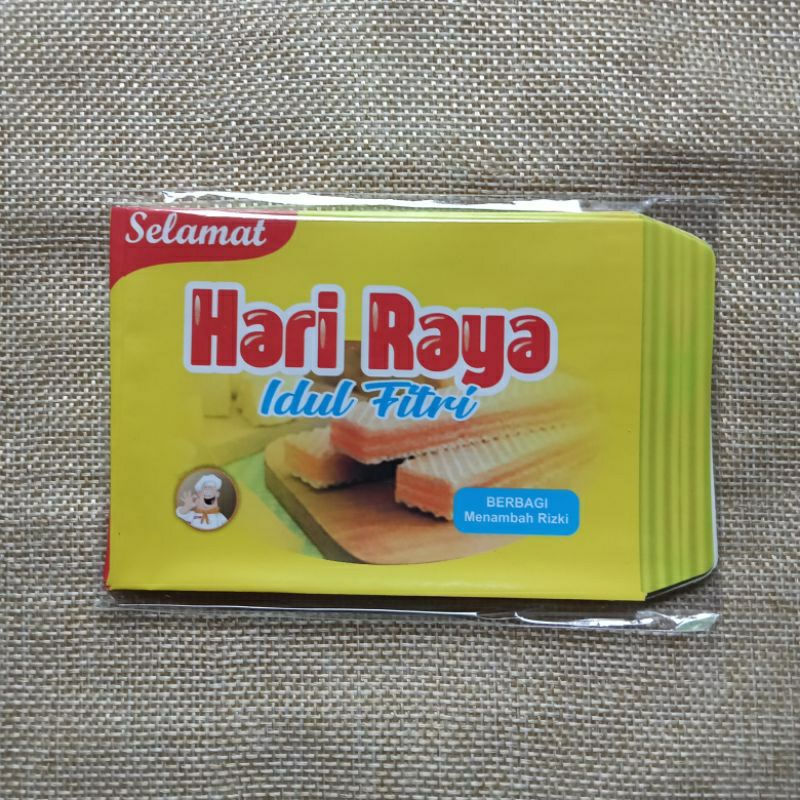 Selamat
Hari Raya
Idul Fitri
BERBAGI
Menambah Rizki